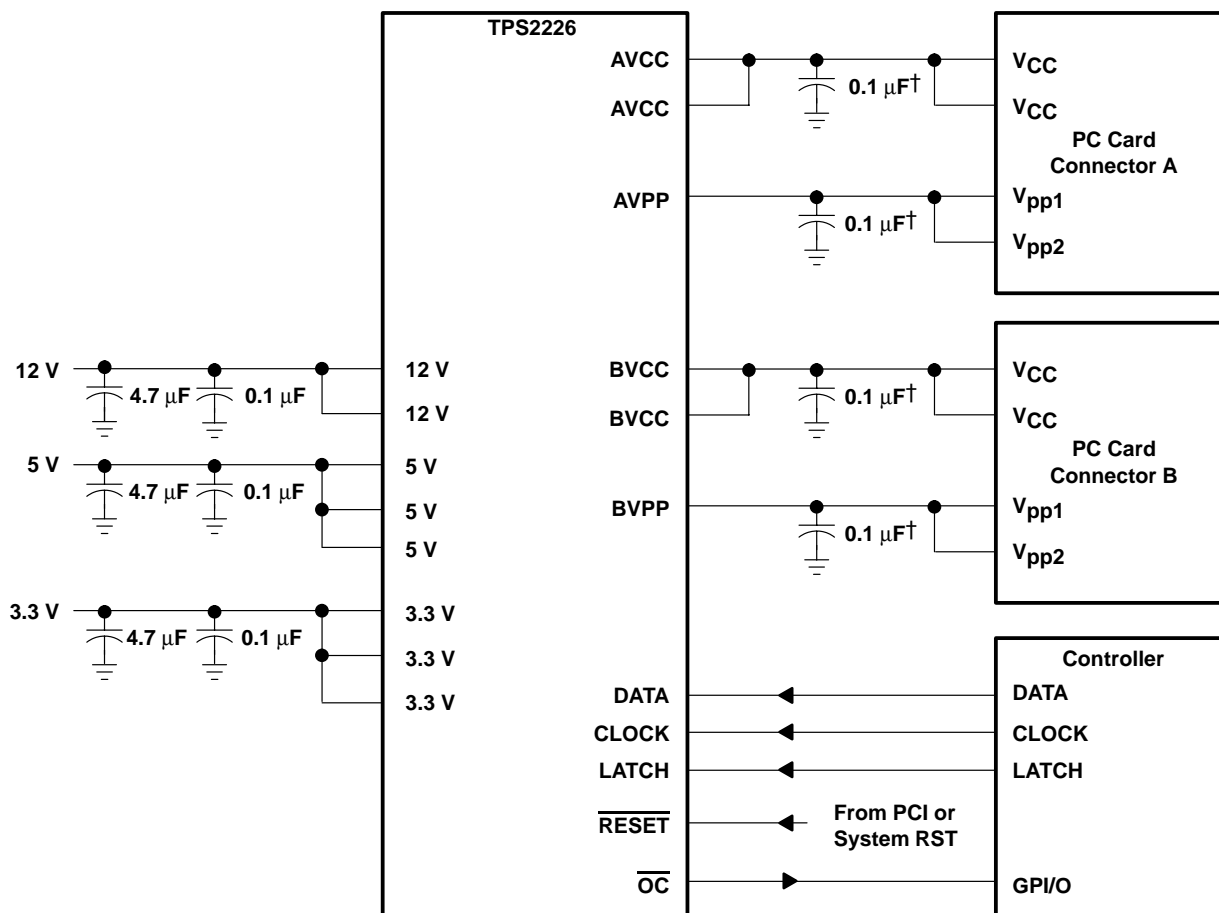 TPS2226
AVCC
AVCC
AVPP
0.1 µF†
0.1 µF†
VCC
VCC
PC Card
Connector A
Vpp1
Vpp2
12 V
4.7 µF
0.1 µF
12 V
12 V
5 V
4.7 µF
0.1 µF
5 V
5 V
5 V
3.3 V
4.7 µF
0.1 µF
3.3 V
3.3 V
3.3 V
BVCC
BVCC
BVPP
0.1 µF†
0.1 µF†
VCC
VCC
PC Card
Connector B
Vpp1
Vpp2
DATA
CLOCK
LATCH
RESET
OC
From PCI or
System RST
Controller
DATA
CLOCK
LATCH
GPI/O